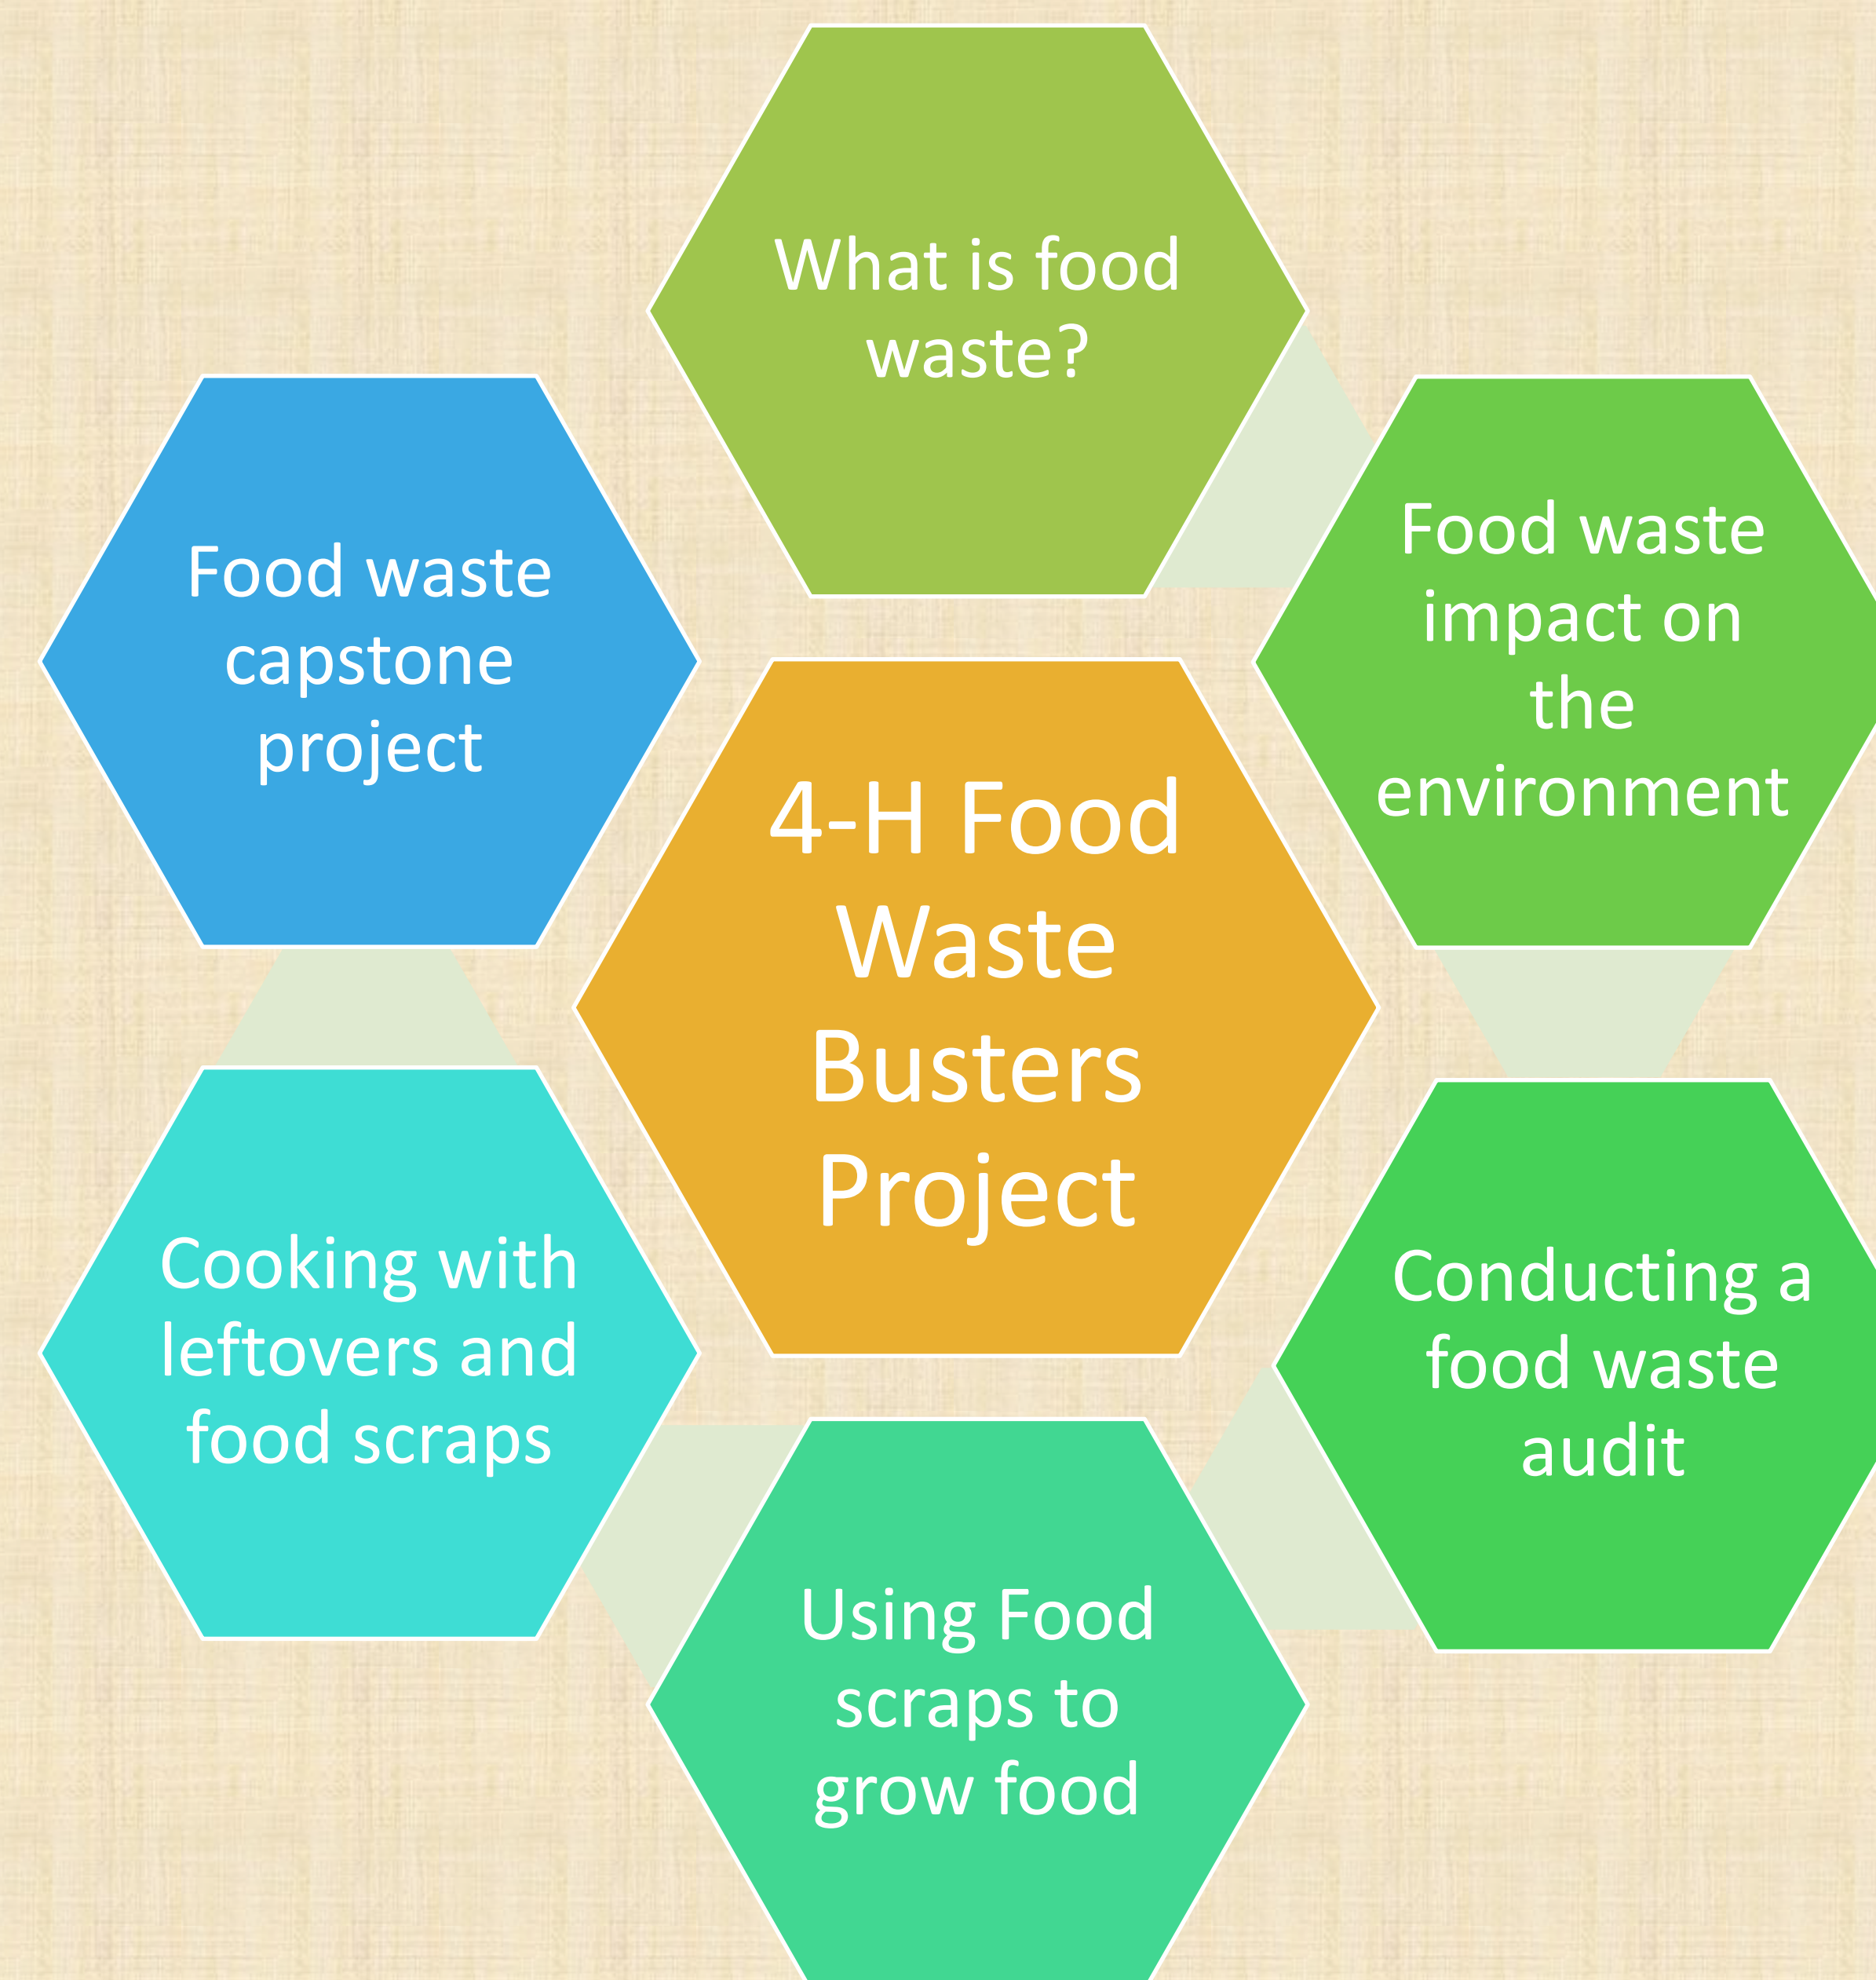 What is food
waste?
Food waste
impact on
the
environment
Conducting a
food waste
audit
Using Food
scraps to
grow food
Cooking with
leftovers and
food scraps
Food waste
capstone
project
4-H Food
Waste
Busters
Project